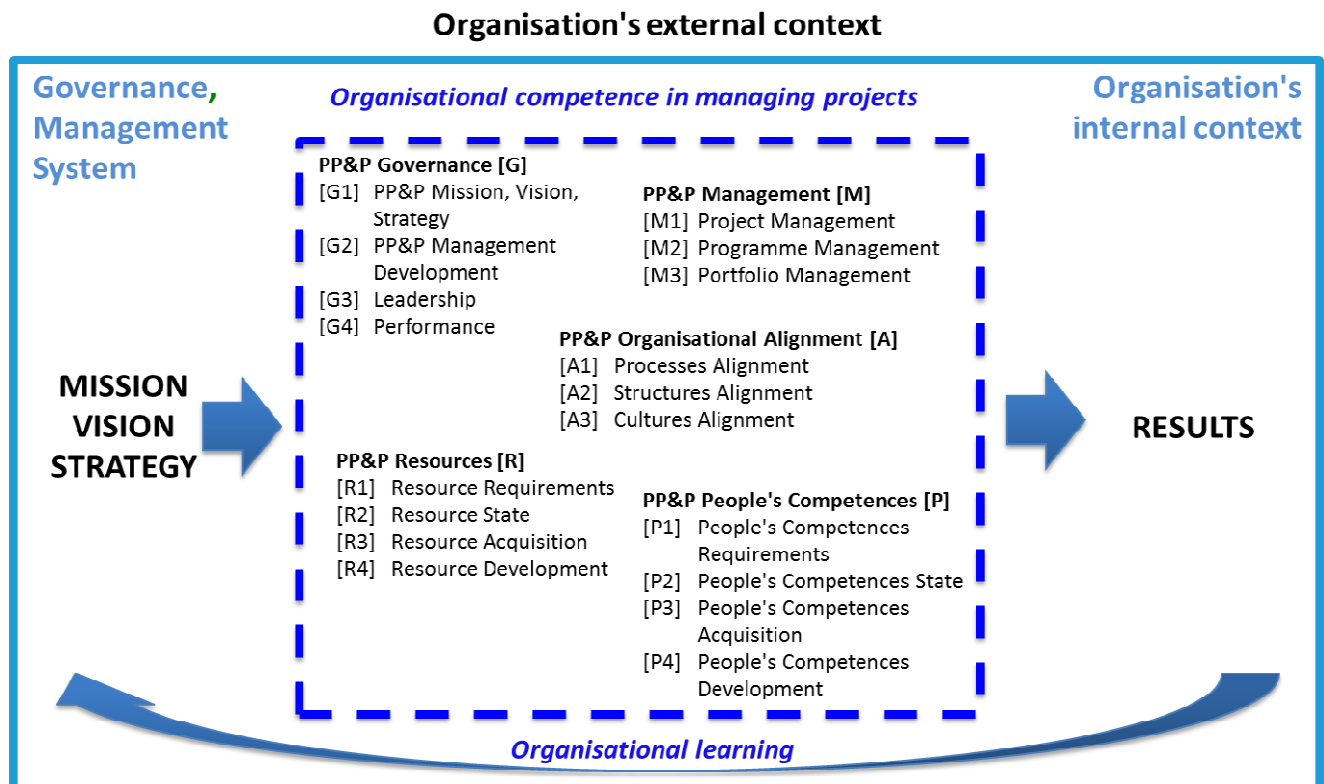 Organisation's external context
Governance,
Management
System
Organisational competence in managing projects
Organisation's
internal context
PP&P Governance [G]
[G1] PP&P Mission, Vision,
Strategy
[G2] PP&P Management
Development
[G3] Leadership
[G4] Performance
PP&P Management [M]
[M1] Project Management
[M2] Programme Management
[M3] Portfolio Management
PP&P Organisational Alignment [A]
[A1] Processes Alignment
[A2] Structures Alignment
[A3] Cultures Alignment
MISSION
VISION
STRATEGY
RESULTS
PP&P Resources [R]
[R1] Resource Requirements
[R2] Resource State
[R3] Resource Acquisition
[R4] Resource Development
PP&P People's Competences [P]
[P1] People's Competences
Requirements
[P2] People's Competences State
[P3] People's Competences
Acquisition
[P4] People's Competences
Development
Organisational learning